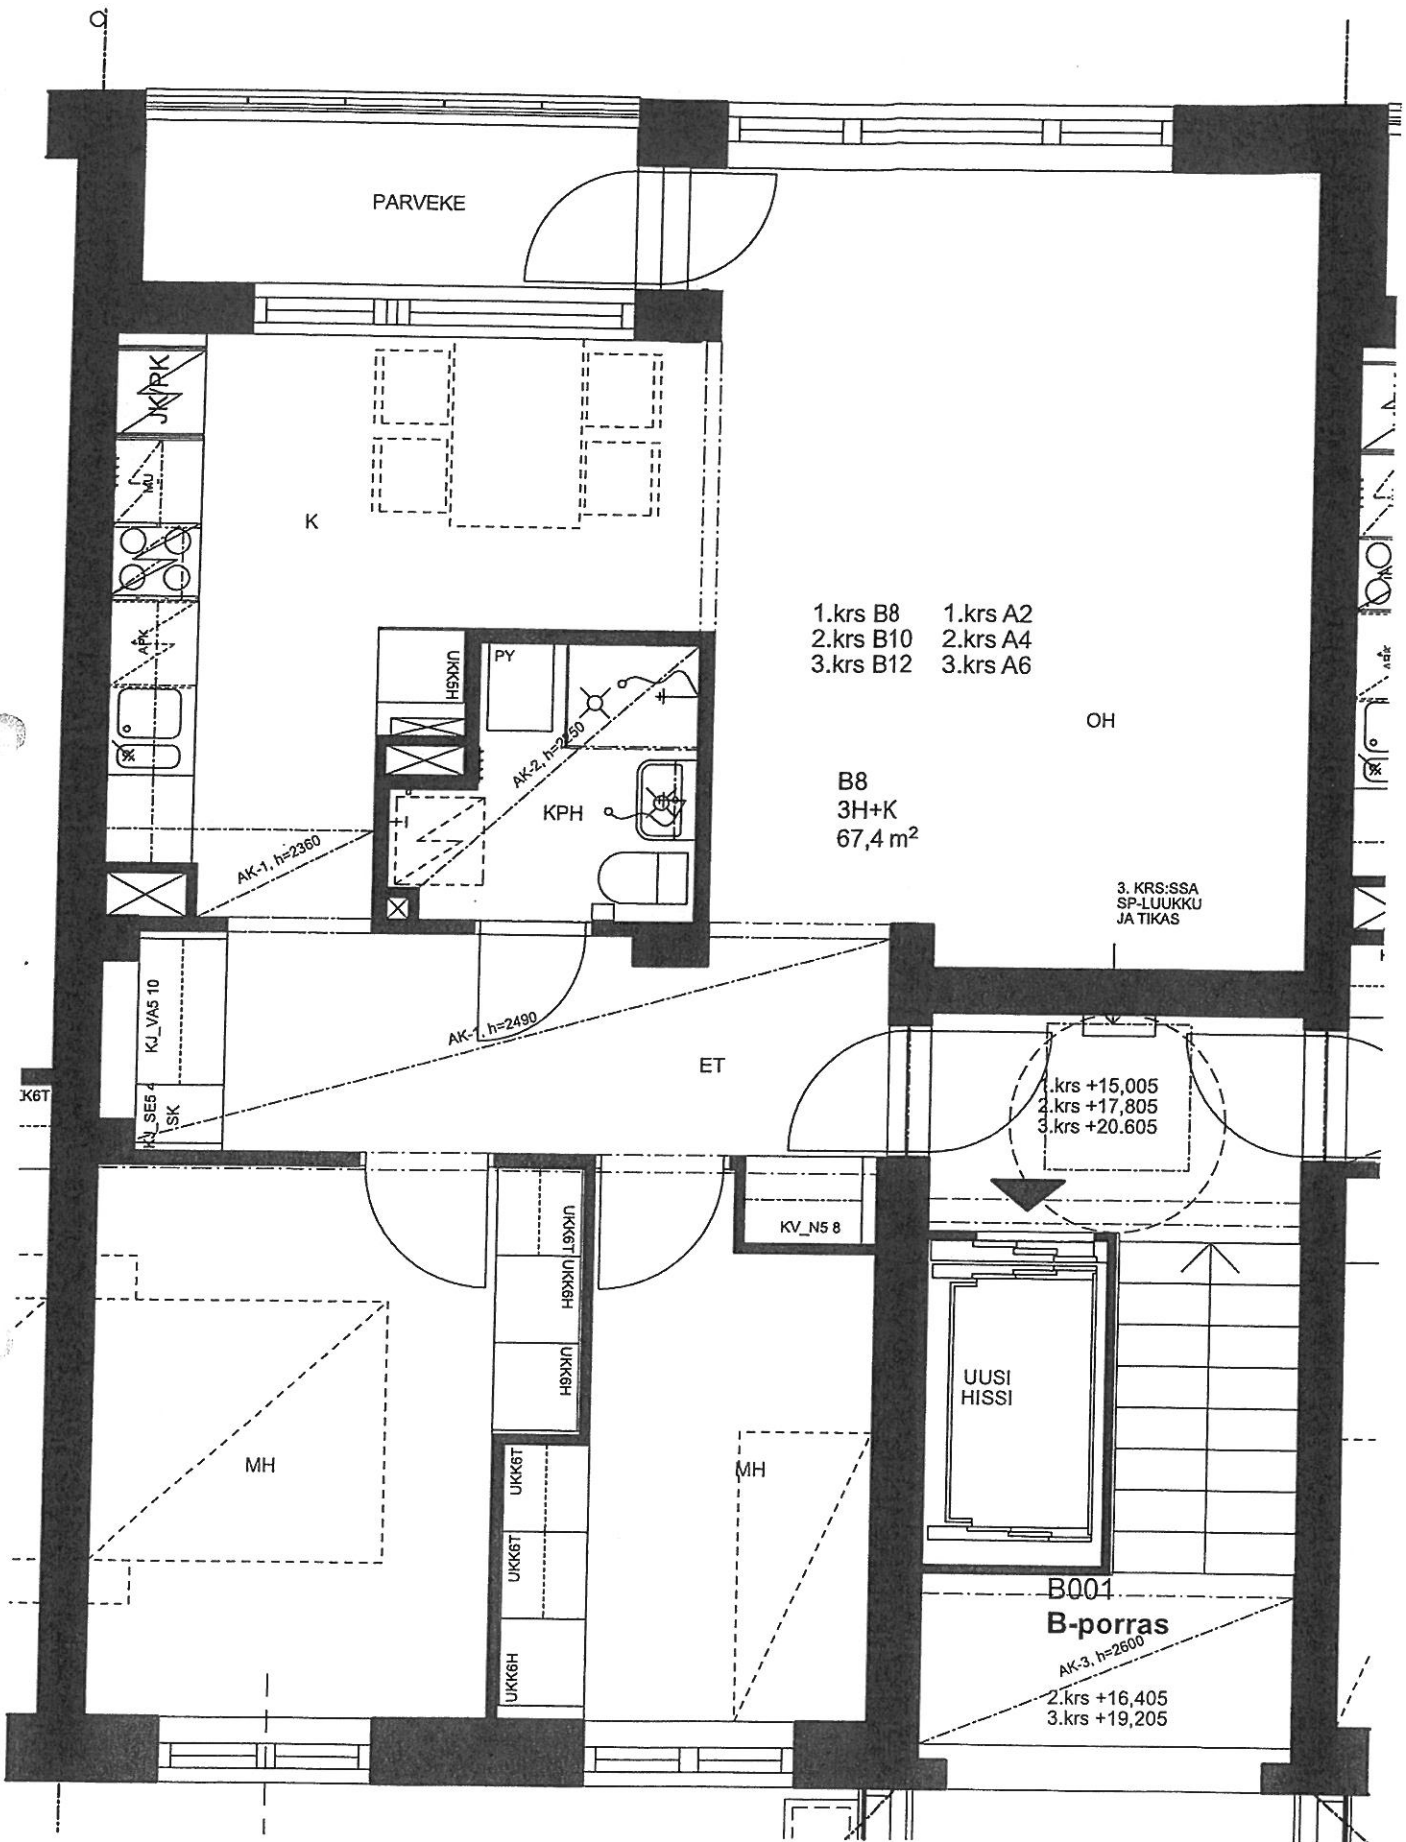 PARVEKE
JK/PK
MU
K
APK
UKK5H
PY
AK-2, h=2250
KPH
AK-1, h=2360
1.krs B8 1.krs A2
2.krs B10 2.krs A4
3.krs B12 3.krs A6
OH
B8
3H+K
67,4 m²
3. KRS:SSA
SP-LUUKKU
JA TIKAS
KJ_VA5 10
KJ_SE5 4
SK
AK-1, h=2490
ET
1.krs +15,005
2.krs +17,805
3.krs +20.605
K6T
UKK6T
UKK6H
UKK6H
KV_N5 8
UUSI
HISSI
MH
MH
UKK6T
UKK6T
UKK6H
B001
B-porras
AK-3, h=2600
2.krs +16,405
3.krs +19,205